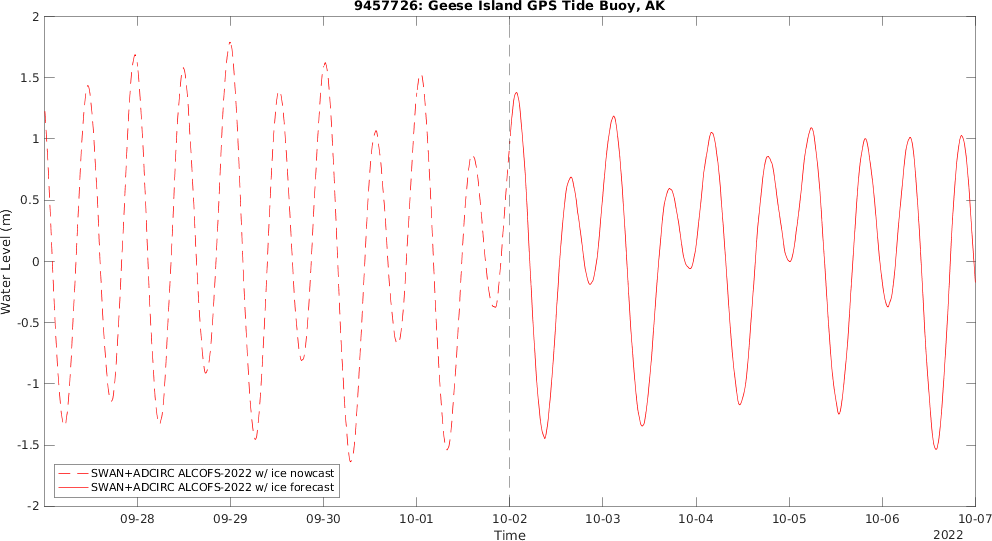 9457726: Geese Island GPS Tide Buoy, AK
2
1.5
1
0.5
0
-0.5
-1
-1.5
-2
Water Level (m)
SWAN+ADCIRC ALCOFS-2022 w/ ice nowcast
SWAN+ADCIRC ALCOFS-2022 w/ ice forecast
09-28 09-29 09-30 10-01 10-02 10-03 10-04 10-05 10-06 10-07
Time
2022